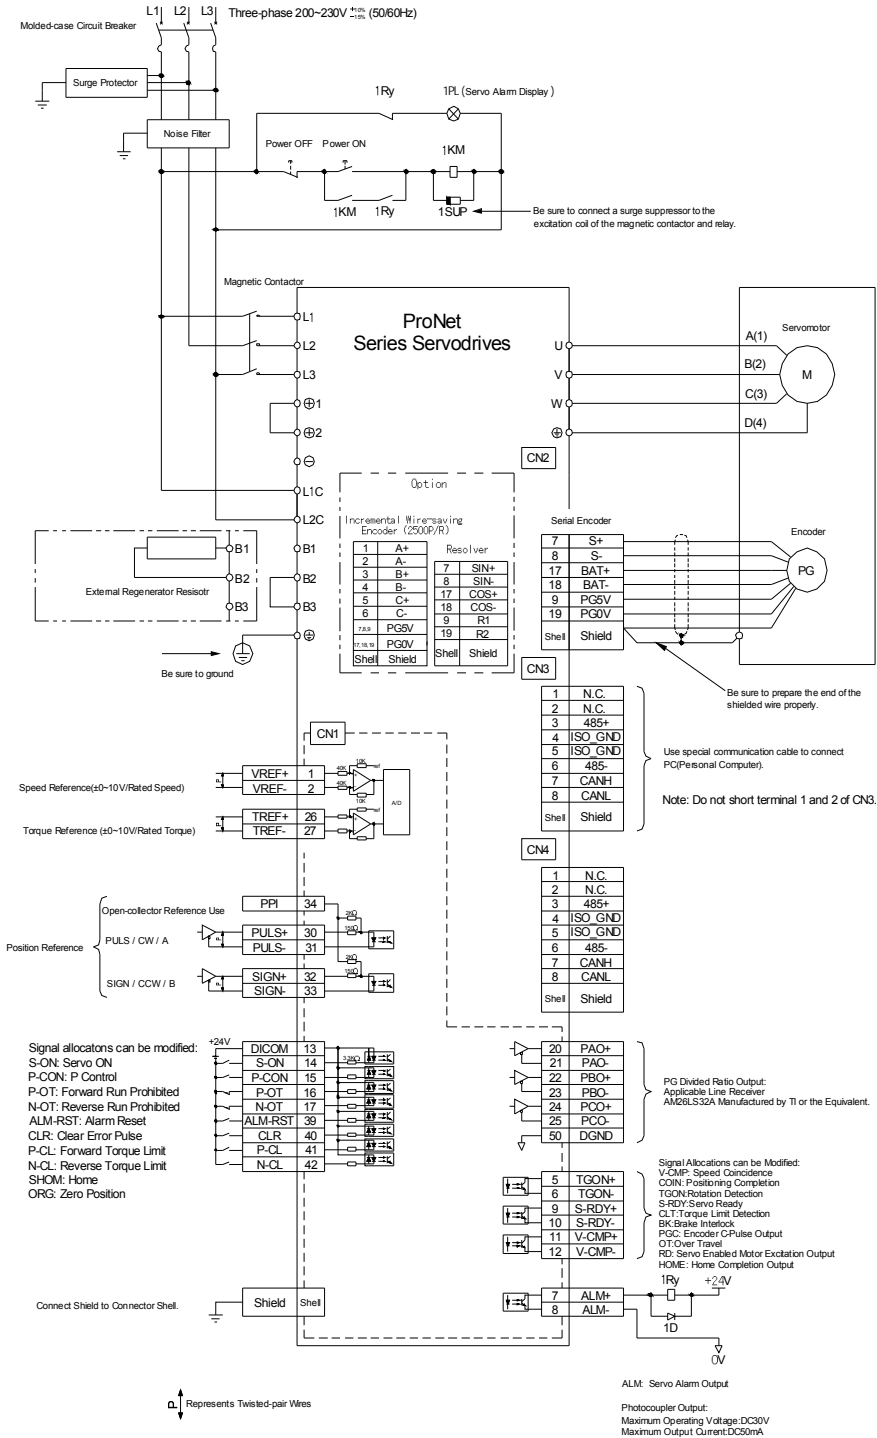 L1 L2 L3 Three-phase 200~230V +10% -15% (50/60Hz)
Molded-case Circuit Breaker
Surge Protector
1Ry
1PL (Servo Alarm Display )
Noise Filter
Power OFF Power ON
1KM
1KM 1Ry 1SUP
Be sure to connect a surge suppressor to the
excitation coil of the magnetic contactor and relay.
Magnetic Contactor
ProNet
Series Servodrives
L1
L2
L3
⊕1
⊕2
⊖
L1C
L2C
B1
B2
B3
U
V
W
A(1)
B(2)
C(3)
D(4)
Servomotor
M
CN2
External Regenerator Resisotr
B1
B2
B3
Be sure to ground
Option
Incremental Wire-saving
Encoder (2500P/R)
1 A+
2 A-
3 B+
4 B-
5 C+
6 C-
7,8,9 PG5V
17,18,19 PG0V
Shell Shield
Resolver
7 SIN+
8 SIN-
17 COS+
18 COS-
9 R1
19 R2
Shell Shield
Serial Encoder
7 S+
8 S-
17 BAT+
18 BAT-
9 PG5V
19 PG0V
Shell Shield
Encoder
PG
Be sure to prepare the end of the
shielded wire properly.
CN3
1 N.C.
2 N.C.
3 485+
4 ISO_GND
5 ISO_GND
6 485-
7 CANH
8 CANL
Shell Shield
Use special communication cable to connect
PC(Personal Computer).
Note: Do not short terminal 1 and 2 of CN3.
CN4
1 N.C.
2 N.C.
3 485+
4 ISO_GND
5 ISO_GND
6 485-
7 CANH
8 CANL
Shell Shield
CN1
Speed Reference(±0~10V/Rated Speed)
P
VREF+ 1
VREF- 2
40K
40K
10K
10K
A/D
Torque Reference (±0~10V/Rated Torque)
P
TREF+ 26
TREF- 27
Open-collector Reference Use
PPI 34
2KΩ
150Ω
Position Reference
PULS / CW / A
P
PULS+ 30
PULS- 31
2KΩ
150Ω
SIGN / CCW / B
P
SIGN+ 32
SIGN- 33
Signal allocatons can be modified:
S-ON: Servo ON
P-CON: P Control
P-OT: Forward Run Prohibited
N-OT: Reverse Run Prohibited
ALM-RST: Alarm Reset
CLR: Clear Error Pulse
P-CL: Forward Torque Limit
N-CL: Reverse Torque Limit
SHOM: Home
ORG: Zero Position
+24V
DICOM 13
S-ON 14
P-CON 15
P-OT 16
N-OT 17
ALM-RST 39
CLR 40
P-CL 41
N-CL 42
3.3KΩ
20 PAO+
21 PAO-
22 PBO+
23 PBO-
24 PCO+
25 PCO-
50 DGND
PG Divided Ratio Output:
Applicable Line Receiver
AM26LS32A Manufactured by TI or the Equivalent.
5 TGON+
6 TGON-
9 S-RDY+
10 S-RDY-
11 V-CMP+
12 V-CMP-
Signal Allocations can be Modified:
V-CMP: Speed Coincidence
COIN: Positioning Completion
TGON:Rotation Detection
S-RDY:Servo Ready
CLT:Torque Limit Detection
BK:Brake Interlock
PGC: Encoder C-Pulse Output
OT:Over Travel
RD: Servo Enabled Motor Excitation Output
HOME: Home Completion Output
Connect Shield to Connector Shell.
Shield Shell
7 ALM+
8 ALM-
1Ry +24V
1D
0V
ALM: Servo Alarm Output
Photocoupler Output:
Maximum Operating Voltage:DC30V
Maximum Output Current:DC50mA
P Represents Twisted-pair Wires